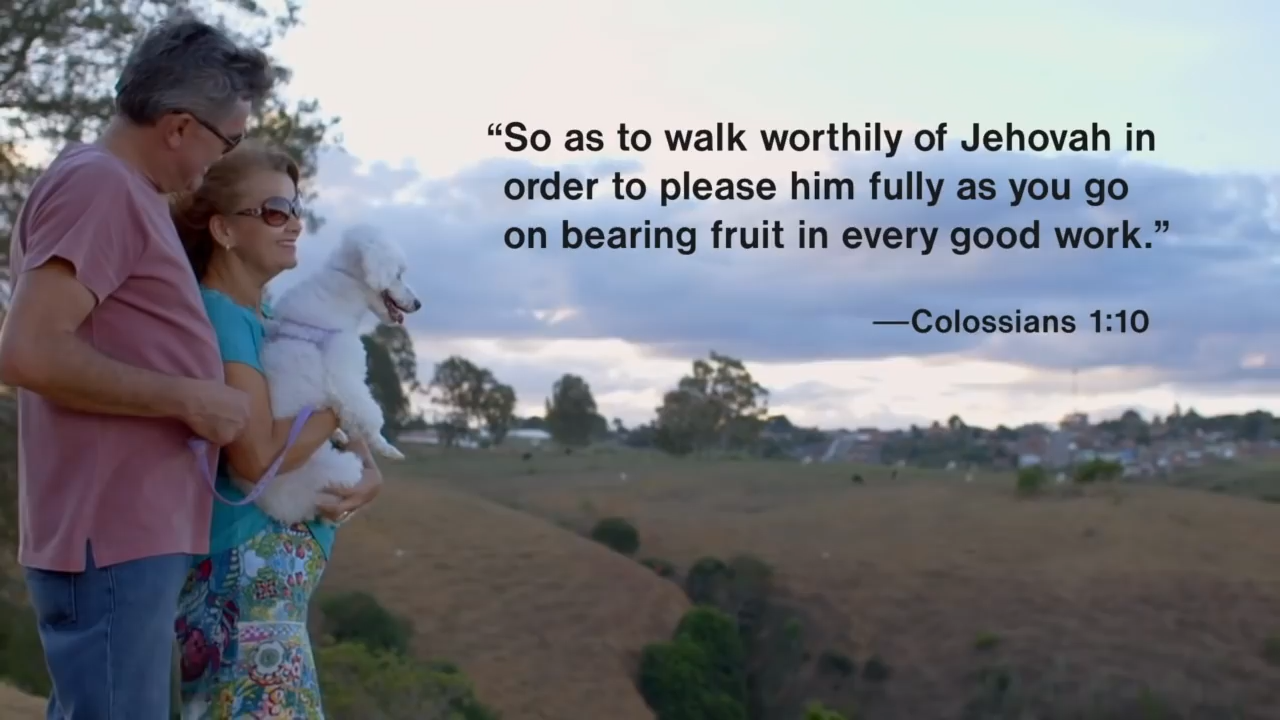 “So as to walk worthily of Jehovah in
order to please him fully as you go
on bearing fruit in every good work.”
—Colossians 1:10